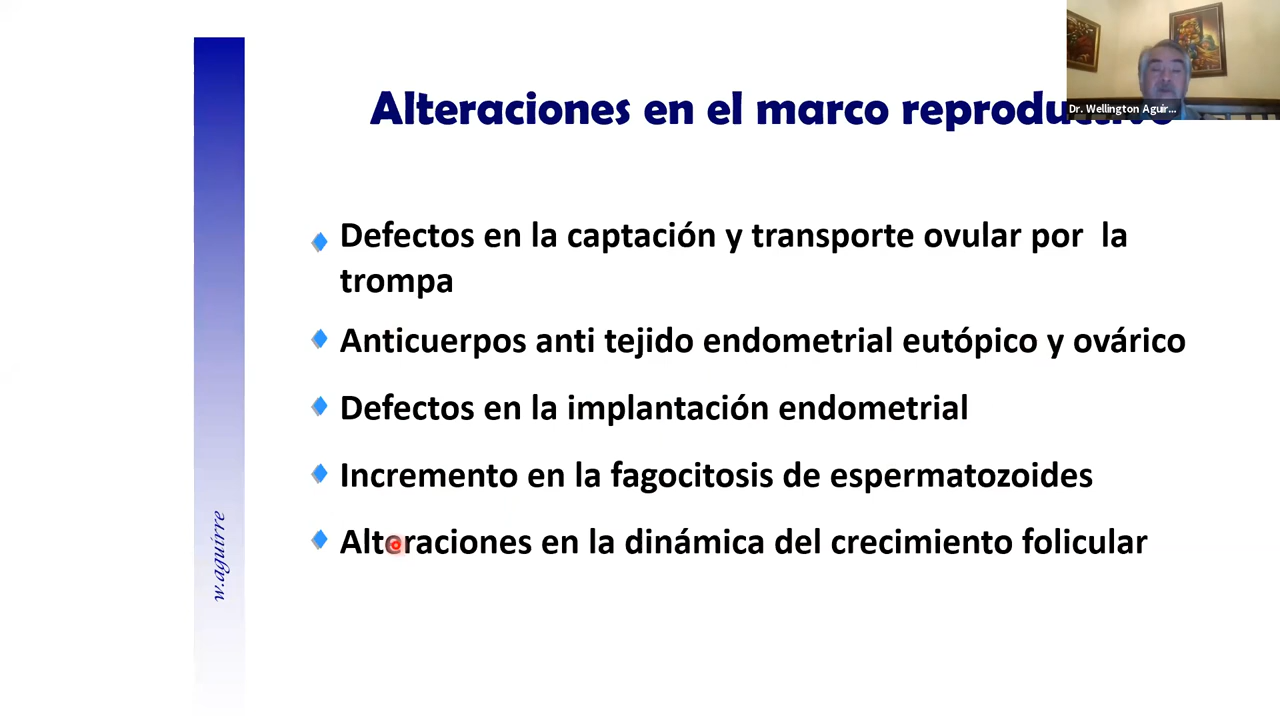 Alteraciones en el marco
Dr. Wellington Aguir...
Defectos en la captación y transporte ovular por la
trompa
Anticuerpos anti tejido endometrial eutópico y ovárico
Defectos en la implantación endometrial
Incremento en la fagocitosis de espermatozoides
Alteraciones en la dinámica del crecimiento folicular
w.aguirre